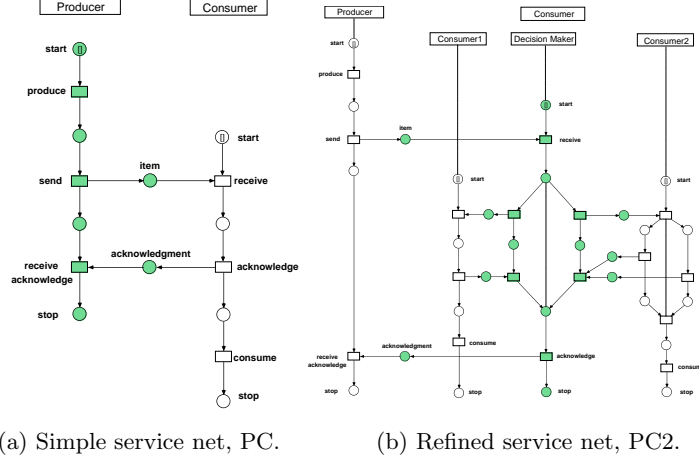 Producer
Consumer
start
produce
start
item
send
receive
acknowledgment
receive
acknowledge
acknowledge
stop
consume
stop
Producer
Consumer
Consumer1
Decision Maker
Consumer2
start
produce
start
item
send
receive
start
start
consume
acknowledgment
receive
acknowledge
acknowledge
consum
stop
stop
stop
stop
(a) Simple service net, PC.
(b) Refined service net, PC2.